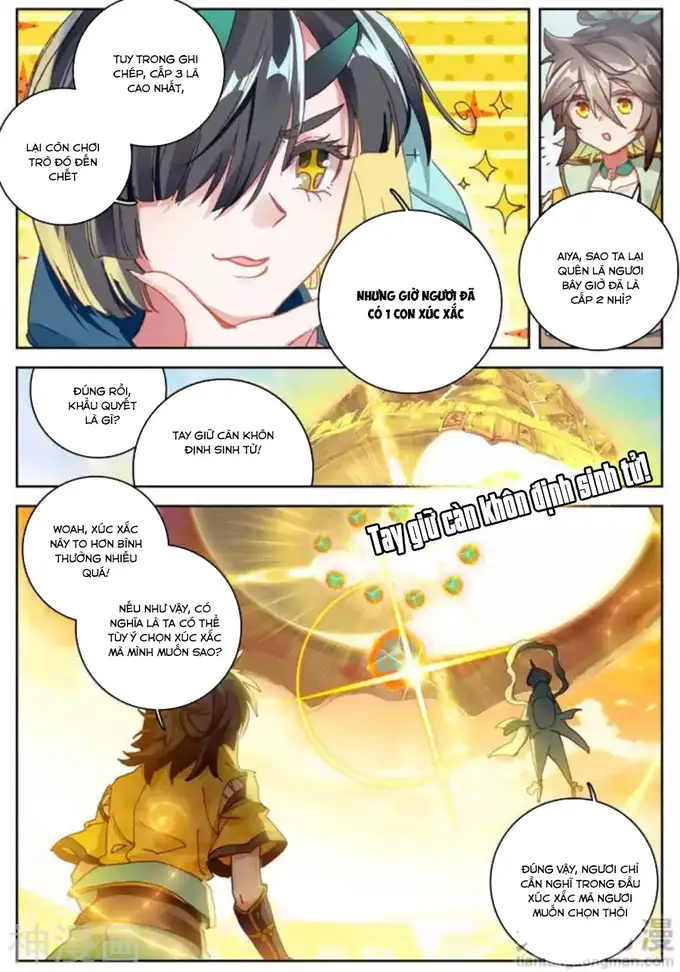 TUY TRONG GHI
CHÉP, CẤP 3 LÀ
CAO NHẤT,
LẠI CÒN CHƠI
TRÒ ĐÓ ĐẾN
CHẾT
NHƯNG GIỜ NGƯƠI ĐÃ
CÓ 1 CON XÚC XẮC
AIYA, SAO TA LẠI
QUÊN LÀ NGƯƠI
BÂY GIỜ ĐÃ LÀ
CẤP 2 NHỈ?
ĐÚNG RỒI,
KHẨU QUYẾT
LÀ GÌ?
TAY GIỮ CÀN KHÔN
ĐỊNH SINH TỬ!
Tay giữ càn khôn định sinh tử!
WOAH, XÚC XẮC
NÀY TO HƠN BÌNH
THƯỜNG NHIỀU
QUÁ!
NẾU NHƯ VẬY, CÓ
NGHĨA LÀ TA CÓ THỂ
TÙY Ý CHỌN XÚC XẮC
MÀ MÌNH MUỐN SAO?
ĐÚNG VẬY, NGƯƠI CHỈ
CẦN NGHĨ TRONG ĐẦU
XÚC XẮC MÀ NGƯƠI
MUỐN CHỌN THÔI
神漫画
漫